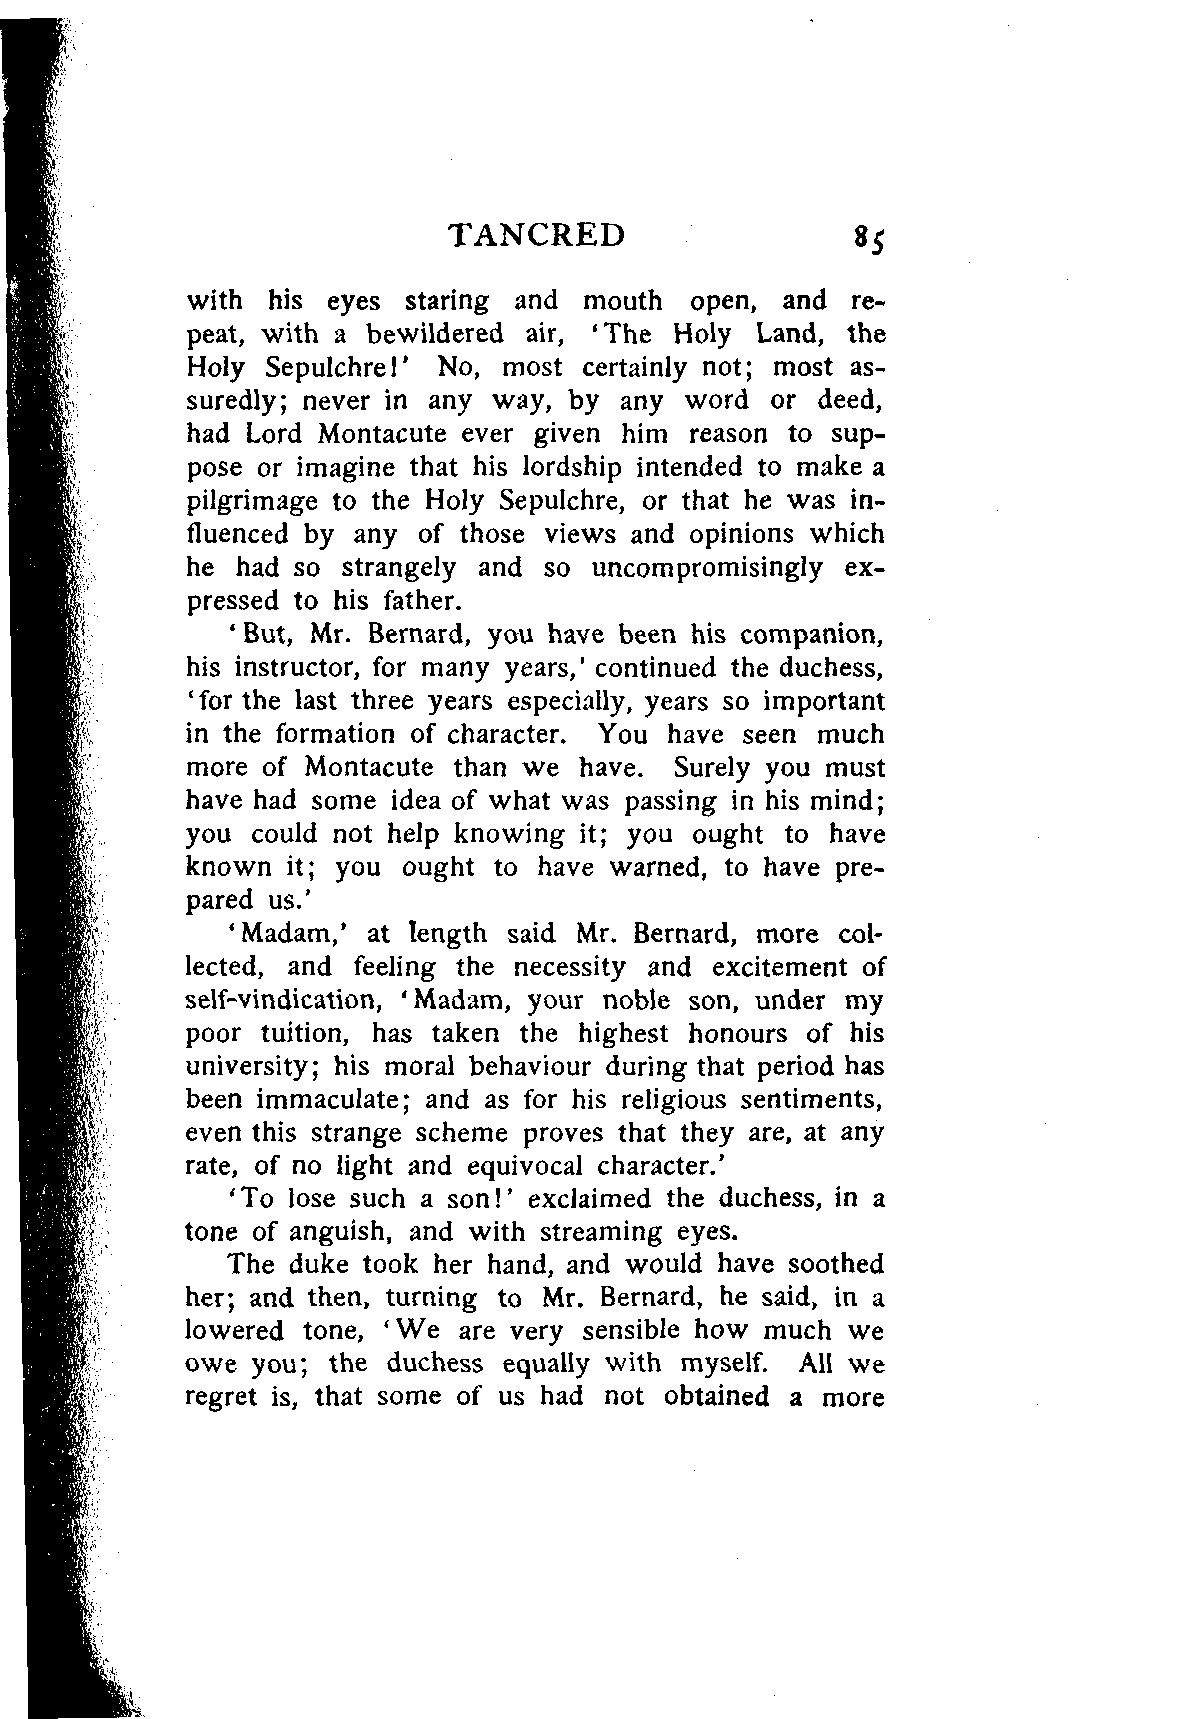 TANCRED 85
with his eyes staring and mouth open, and re-
peat, with a bewildered air, ‘The Holy Land, the
Holy Sepulchre!’ No, most certainly not; most as-
suredly; never in any way, by any word or deed,
had Lord Montacute ever given him reason to sup-
pose or imagine that his lordship intended to make a
pilgrimage to the Holy Sepulchre, or that he was in-
fluenced by any of those views and opinions which
he had so strangely and so uncompromisingly ex-
pressed to his father.
‘But, Mr. Bernard, you have been his companion,
his instructor, for many years,’ continued the duchess,
‘for the last three years especially, years so important
in the formation of character. You have seen much
more of Montacute than we have. Surely you must
have had some idea of what was passing in his mind;
you could not help knowing it; you ought to have
known it; you ought to have warned, to have pre-
pared us.’
‘Madam,’ at length said Mr. Bernard, more col-
lected, and feeling the necessity and excitement of
self-vindication, ‘Madam, your noble son, under my
poor tuition, has taken the highest honours of his
university; his moral behaviour during that period has
been immaculate; and as for his religious sentiments,
even this strange scheme proves that they are, at any
rate, of no light and equivocal character.’
‘To lose such a son!’ exclaimed the duchess, in a
tone of anguish, and with streaming eyes.
The duke took her hand, and would have soothed
her; and then, turning to Mr. Bernard, he said, in a
lowered tone, ‘We are very sensible how much we
owe you; the duchess equally with myself. All we
regret is, that some of us had not obtained a more